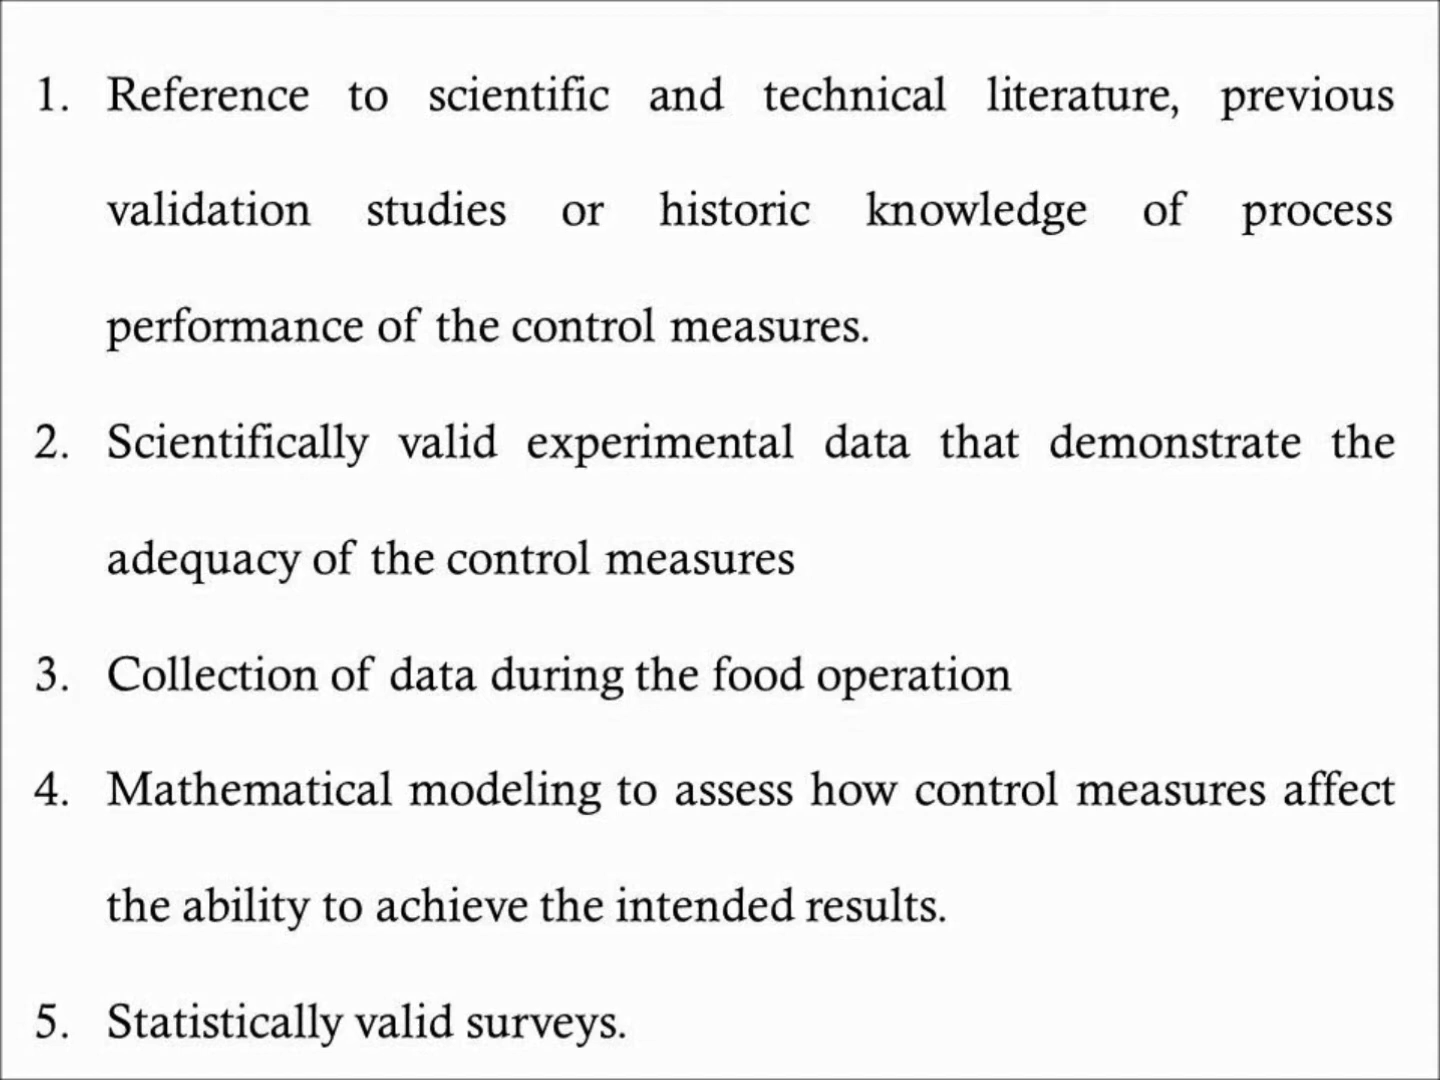 1. Reference to scientific and technical literature, previous
validation studies or historic knowledge of process
performance of the control measures.
2. Scientifically valid experimental data that demonstrate the
adequacy of the control measures
3. Collection of data during the food operation
4. Mathematical modeling to assess how control measures affect
the ability to achieve the intended results.
5. Statistically valid surveys.